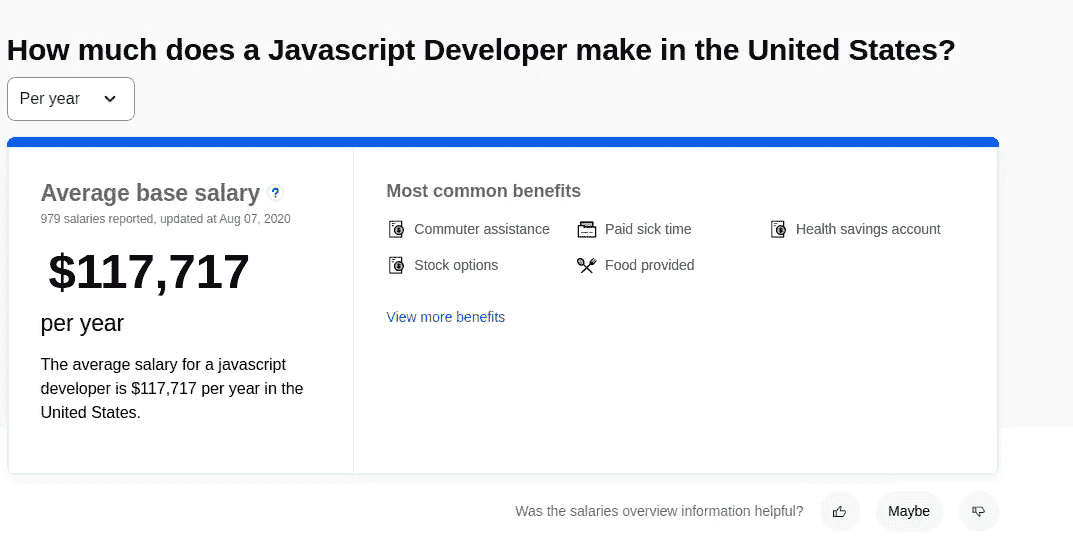 How much does a Javascript Developer make in the United States?
Per year
Average base salary ?
979 salaries reported, updated at Aug 07, 2020
$117,717
per year
The average salary for a javascript
developer is $117,717 per year in the
United States.
Most common benefits
Commuter assistance
Paid sick time
Health savings account
Stock options
Food provided
View more benefits
Was the salaries overview information helpful?
Maybe